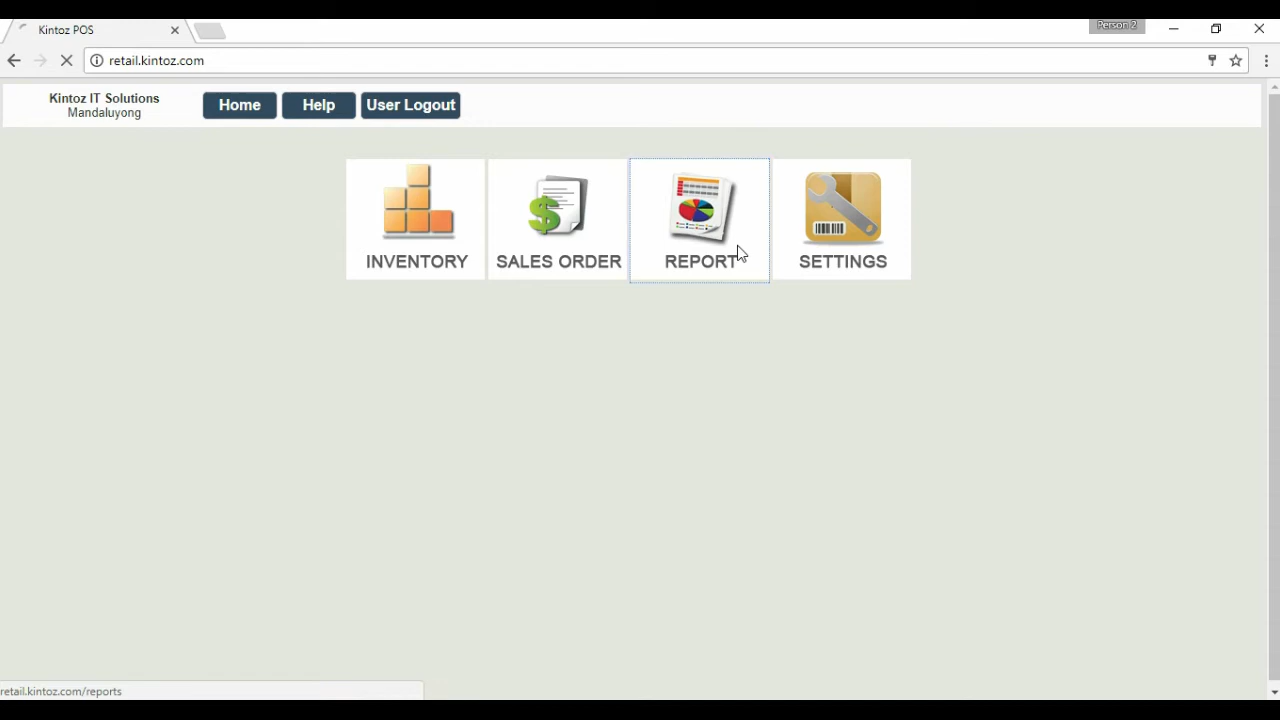 Kintoz POS
Person 2
retail.kintoz.com
Kintoz IT Solutions
Mandaluyong
Home
Help
User Logout
INVENTORY
SALES ORDER
REPORT
SETTINGS
retail.kintoz.com/reports